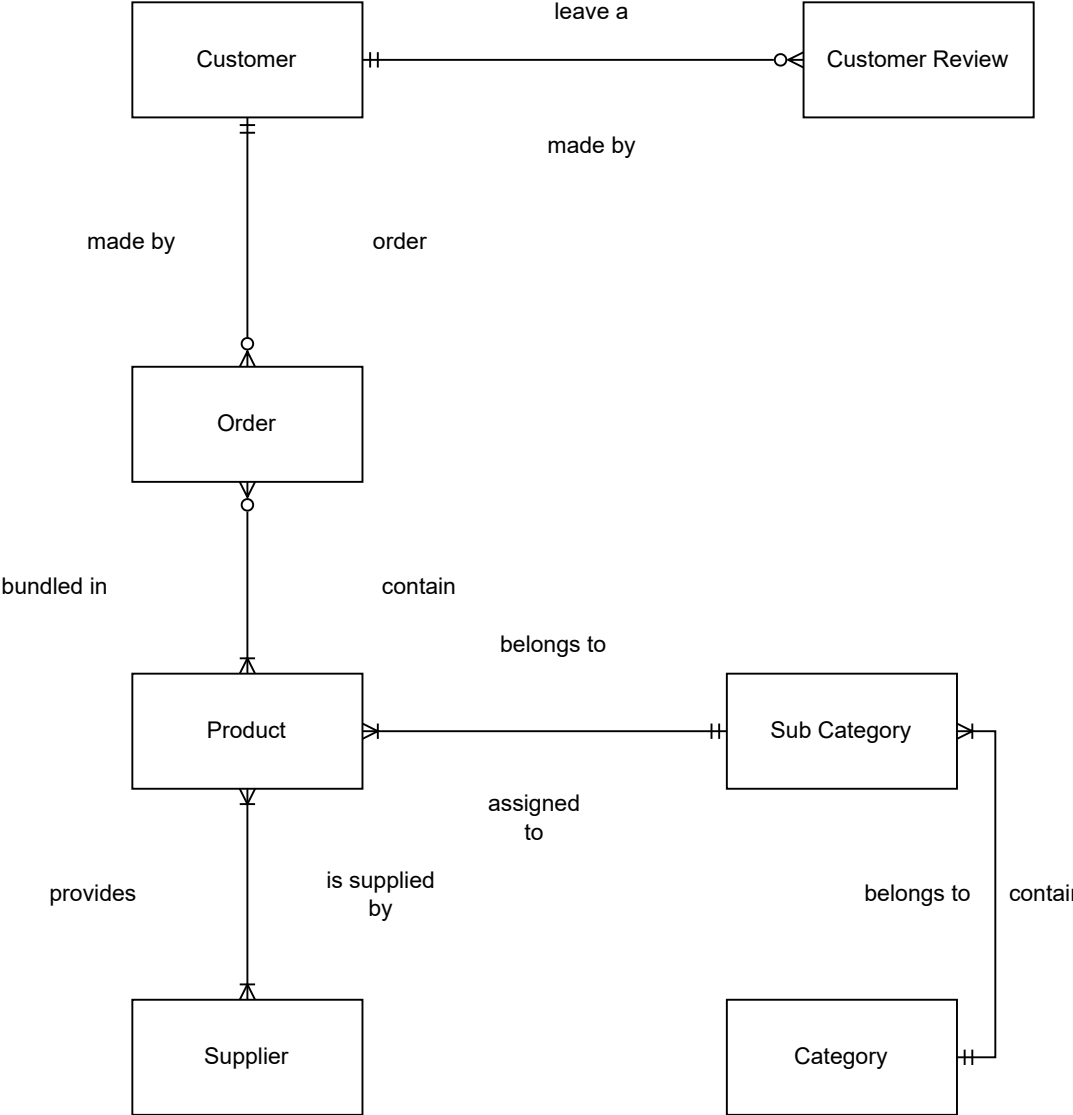 leave a
Customer
Customer Review
made by
made by
order
Order
bundled in
contain
belongs to
Product
Sub Category
assigned
to
is supplied
by
provides
belongs to
contai
Supplier
Category